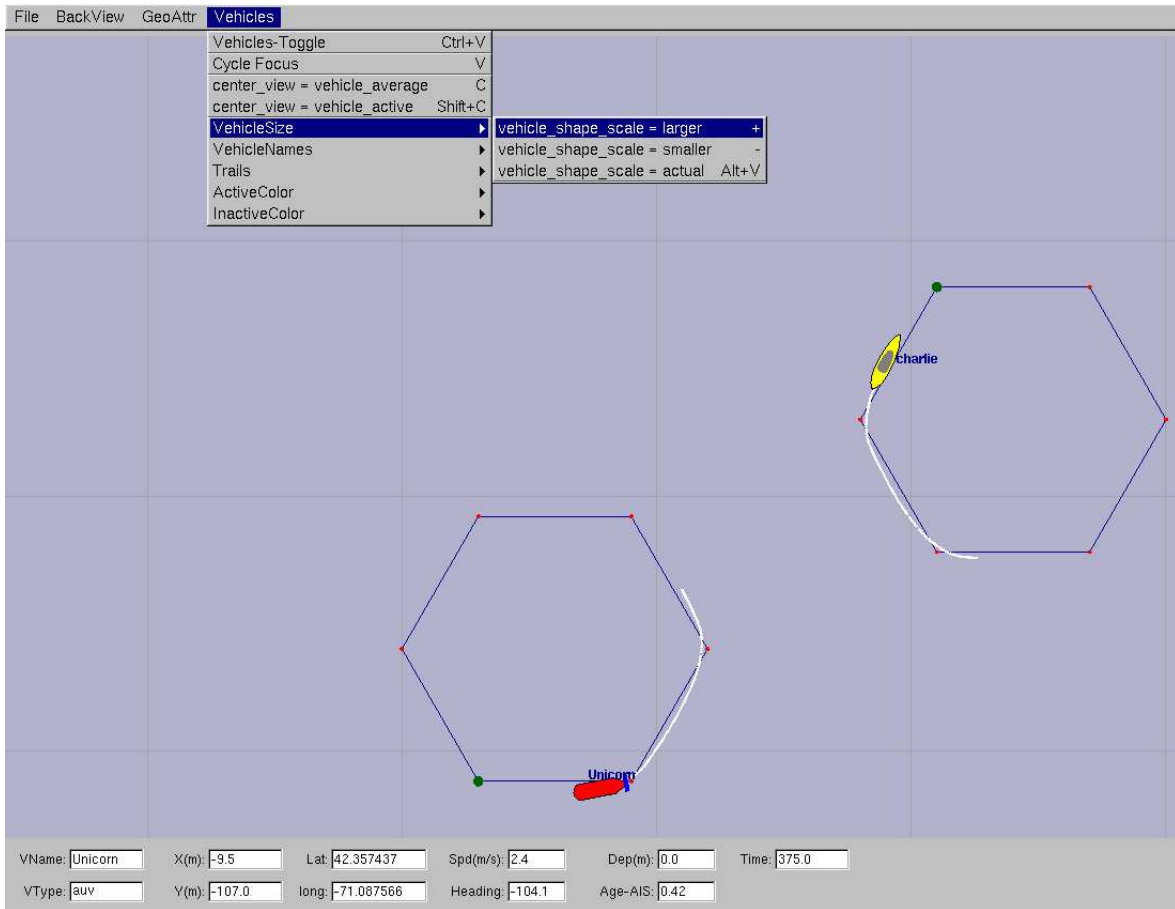 File BackView GeoAttr Vehicles
Vehicles-Toggle Ctrl+V
Cycle Focus V
center_view = vehicle_average C
center_view = vehicle_active Shift+C
VehicleSize
vehicle_shape_scale = larger +
VehicleNames
vehicle_shape_scale = smaller -
Trails
vehicle_shape_scale = actual Alt+V
ActiveColor
InactiveColor
charlie
Unicorn
VName: Unicorn X(m): -9.5 Lat: 42.357437 Spd(m/s): 2.4 Dep(m): 0.0 Time: 375.0
VType: auv Y(m): -107.0 long: -71.087566 Heading: -104.1 Age-AIS: 0.42